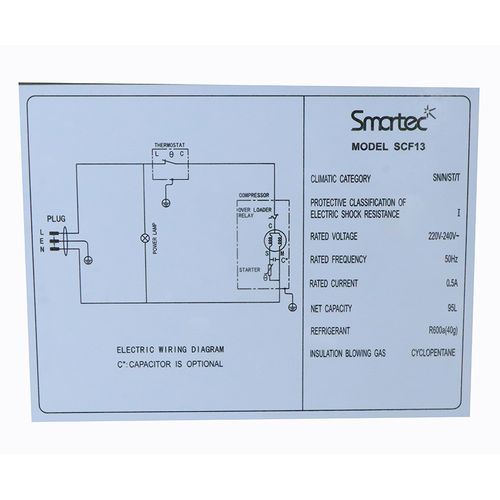 Smartec
MODEL SCF13
CLIMATIC CATEGORY SN/N/ST/T
PROTECTIVE CLASSIFICATION OF
ELECTRIC SHOCK RESISTANCE I
RATED VOLTAGE 220V-240V~
RATED FREQUENCY 50Hz
RATED CURRENT 0.5A
NET CAPACITY 95L
REFRIGERANT R600a(40g)
INSULATION BLOWING GAS CYCLOPENTANE
THERMOSTAT
L C
COMPRESSOR
OVER LOADER
RELAY
C
PLUG
L
E
N
POWER LAMP
S M
C*
STARTER
ELECTRIC WIRING DIAGRAM
C*:CAPACITOR IS OPTIONAL